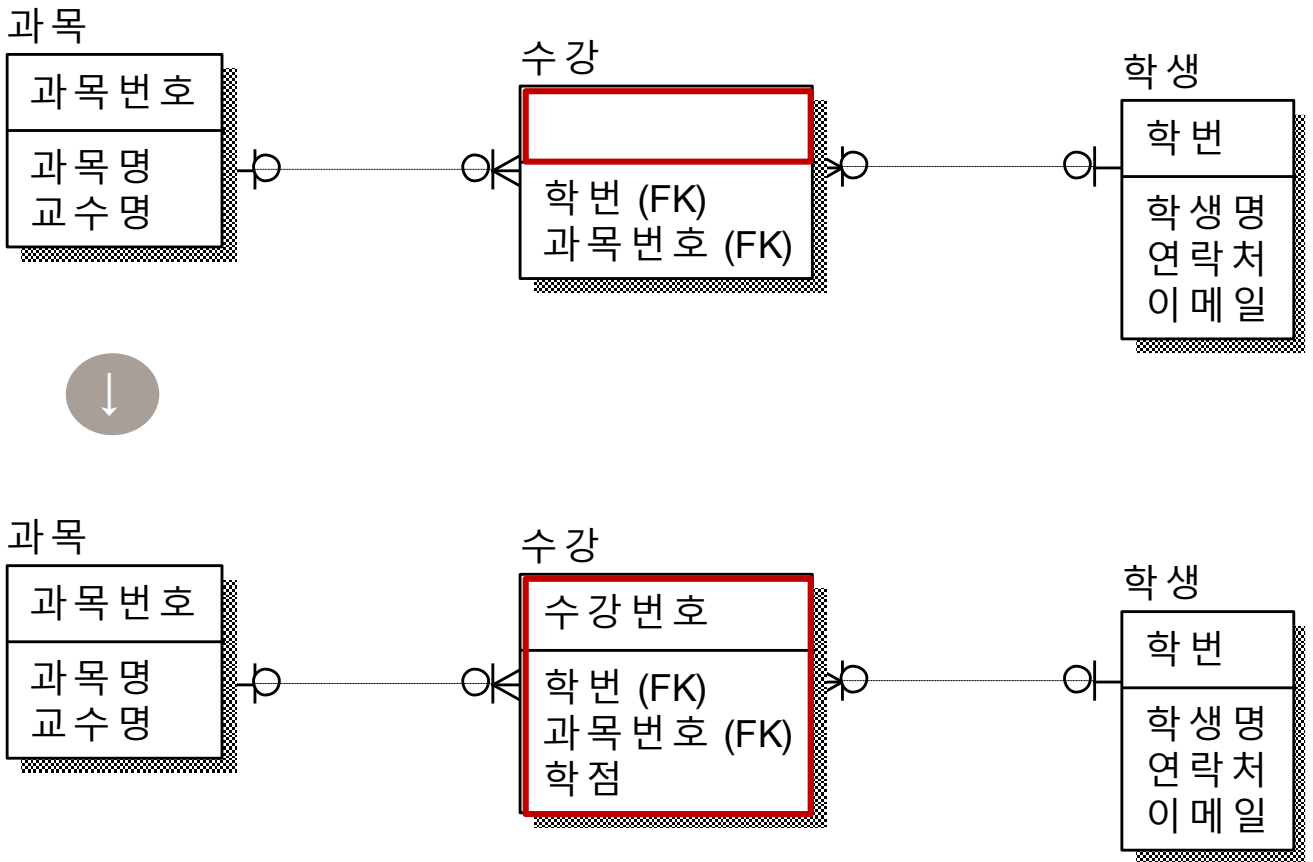 과목
과목번호
과목명
교수명
수강
학번 (FK)
과목번호 (FK)
학생
학번
학생명
연락처
이메일
↓
과목
과목번호
과목명
교수명
수강
수강번호
학번 (FK)
과목번호 (FK)
학점
학생
학번
학생명
연락처
이메일